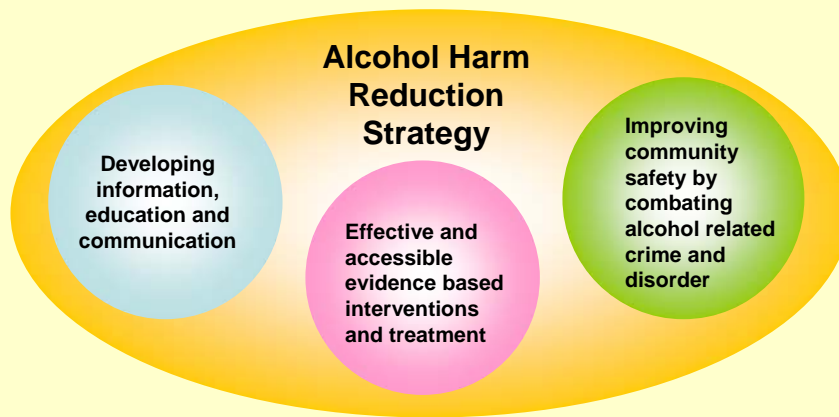 Alcohol Harm
Reduction
Strategy
Developing
information,
education and
communication
Effective and
accessible
evidence based
interventions
and treatment
Improving
community
safety by
combating
alcohol related
crime and
disorder